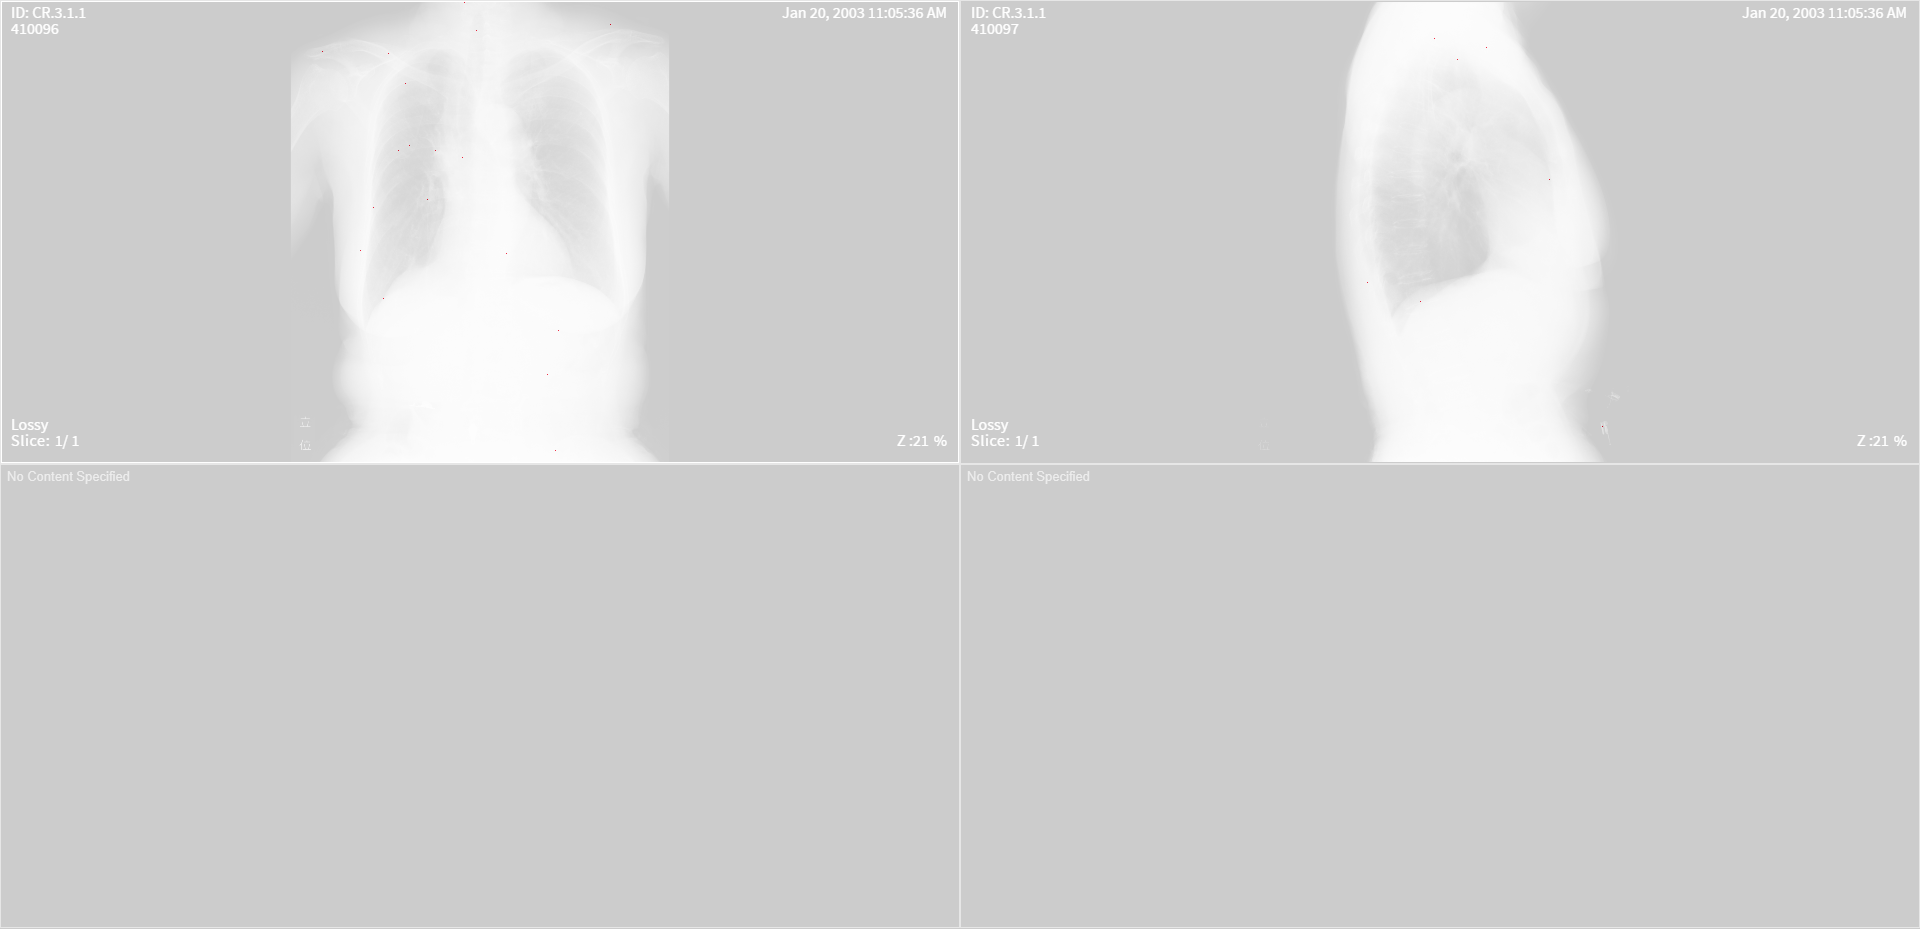 ID: CR.3.1.1
410096
Jan 20, 2003 11:05:36 AM
Lossy
Slice: 1/ 1
Z :21 %
ID: CR.3.1.1
410097
Jan 20, 2003 11:05:36 AM
Lossy
Slice: 1/ 1
Z :21 %
No Content Specified
No Content Specified